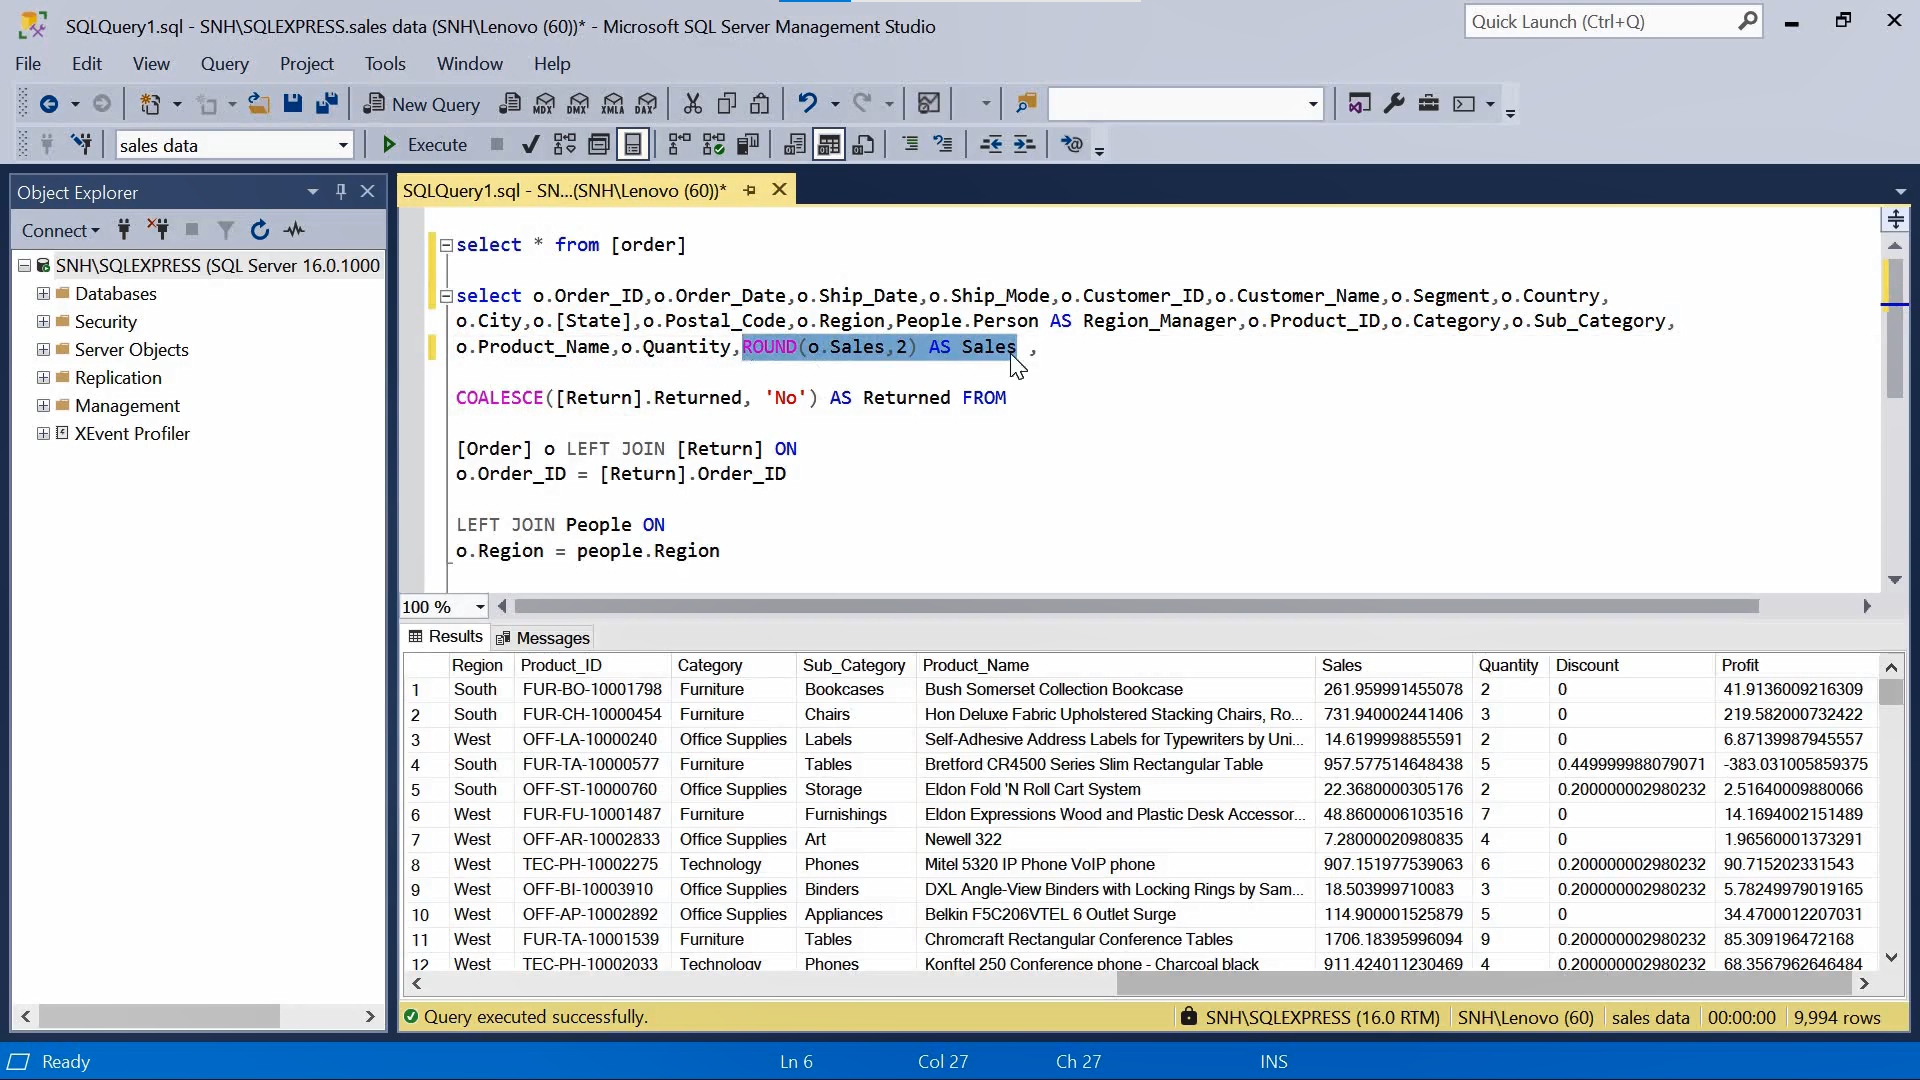 SQLQuery1.sql - SNH\SQLEXPRESS.sales data (SNH\Lenovo (60))* - Microsoft SQL Server Management Studio
Quick Launch (Ctrl+Q)
File Edit View Query Project Tools Window Help
New Query MDX DMX XMLA DAX
sales data Execute
Object Explorer
SQLQuery1.sql - SN...(SNH\Lenovo (60))*
Connect
SNH\SQLEXPRESS (SQL Server 16.0.1000
Databases
Security
Server Objects
Replication
Management
XEvent Profiler
select * from [order]
select o.Order_ID,o.Order_Date,o.Ship_Date,o.Ship_Mode,o.Customer_ID,o.Customer_Name,o.Segment,o.Country,
o.City,o.[State],o.Postal_Code,o.Region,People.Person AS Region_Manager,o.Product_ID,o.Category,o.Sub_Category,
o.Product_Name,o.Quantity,ROUND(o.Sales,2) AS Sales ,
COALESCE([Return].Returned, 'No') AS Returned FROM
[Order] o LEFT JOIN [Return] ON
o.Order_ID = [Return].Order_ID
LEFT JOIN People ON
o.Region = people.Region
100 %
Results Messages
Region Product_ID Category Sub_Category Product_Name Sales Quantity Discount Profit
1 South FUR-BO-10001798 Furniture Bookcases Bush Somerset Collection Bookcase 261.959991455078 2 0 41.9136009216309
2 South FUR-CH-10000454 Furniture Chairs Hon Deluxe Fabric Upholstered Stacking Chairs, Ro... 731.940002441406 3 0 219.582000732422
3 West OFF-LA-10000240 Office Supplies Labels Self-Adhesive Address Labels for Typewriters by Uni... 14.6199998855591 2 0 6.87139987945557
4 South FUR-TA-10000577 Furniture Tables Bretford CR4500 Series Slim Rectangular Table 957.577514648438 5 0.449999988079071 -383.031005859375
5 South OFF-ST-10000760 Office Supplies Storage Eldon Fold 'N Roll Cart System 22.3680000305176 2 0.200000002980232 2.51640009880066
6 West FUR-FU-10001487 Furniture Furnishings Eldon Expressions Wood and Plastic Desk Accessor... 48.8600006103516 7 0 14.1694002151489
7 West OFF-AR-10002833 Office Supplies Art Newell 322 7.28000020980835 4 0 1.96560001373291
8 West TEC-PH-10002275 Technology Phones Mitel 5320 IP Phone VoIP phone 907.151977539063 6 0.200000002980232 90.715202331543
9 West OFF-BI-10003910 Office Supplies Binders DXL Angle-View Binders with Locking Rings by Sam... 18.503999710083 3 0.200000002980232 5.78249979019165
10 West OFF-AP-10002892 Office Supplies Appliances Belkin F5C206VTEL 6 Outlet Surge 114.900001525879 5 0 34.4700012207031
11 West FUR-TA-10001539 Furniture Tables Chromcraft Rectangular Conference Tables 1706.18395996094 9 0.200000002980232 85.309196472168
12 West TEC-PH-10002033 Technology Phones Konftel 250 Conference phone - Charcoal black 911.424011230469 4 0.200000002980232 68.3567962646484
Query executed successfully. SNH\SQLEXPRESS (16.0 RTM) SNH\Lenovo (60) sales data 00:00:00 9,994 rows
Ready Ln 6 Col 27 Ch 27 INS